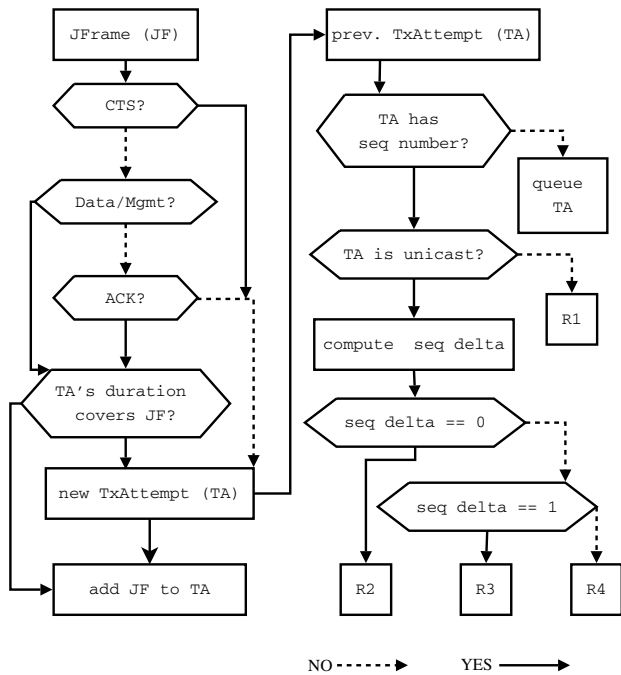 JFrame (JF)
CTS?
Data/Mgmt?
ACK?
TA's duration
covers JF?
new TxAttempt (TA)
add JF to TA
prev. TxAttempt (TA)
TA has
seq number?
queue
TA
TA is unicast?
R1
compute seq delta
seq delta == 0
seq delta == 1
R2
R3
R4
NO
YES